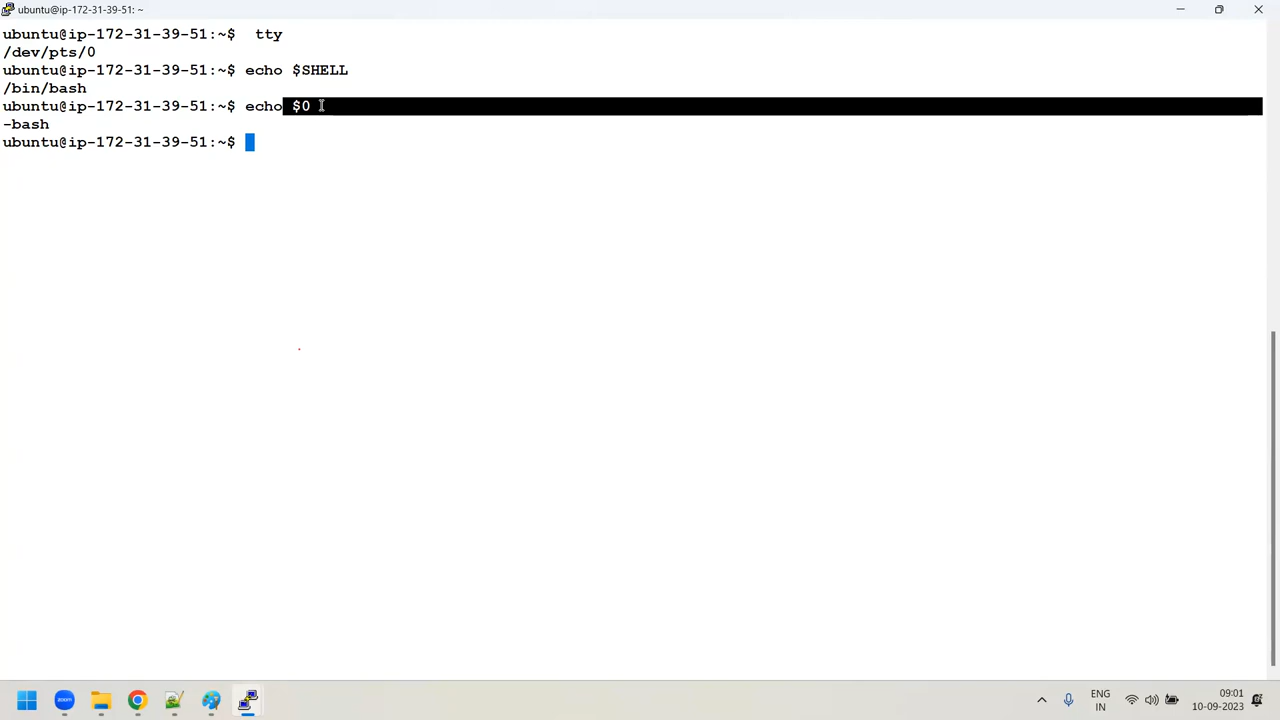 ubuntu@ip-172-31-39-51: ~
ubuntu@ip-172-31-39-51:~$  tty
/dev/pts/0
ubuntu@ip-172-31-39-51:~$ echo $SHELL
/bin/bash
ubuntu@ip-172-31-39-51:~$ echo $0
-bash
ubuntu@ip-172-31-39-51:~$
zoom
ENG
IN
09:01
10-09-2023